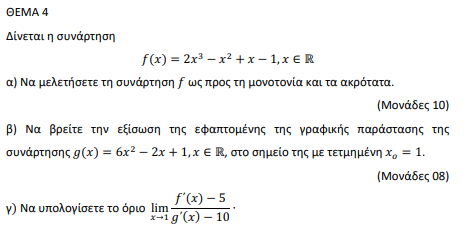 ΘΕΜΑ 4
Δίνεται η συνάρτηση
f(x) = 2x³ − x² + x − 1, x ∈ ℝ
α) Να μελετήσετε τη συνάρτηση f ως προς τη μονοτονία και τα ακρότατα.
(Μονάδες 10)
β) Να βρείτε την εξίσωση της εφαπτομένης της γραφικής παράστασης της
συνάρτησης g(x) = 6x² − 2x + 1, x ∈ ℝ, στο σημείο της με τετμημένη xₒ = 1.
(Μονάδες 08)
γ) Να υπολογίσετε το όριο lim x→1 (f′(x) − 5)/(g′(x) − 10) ·